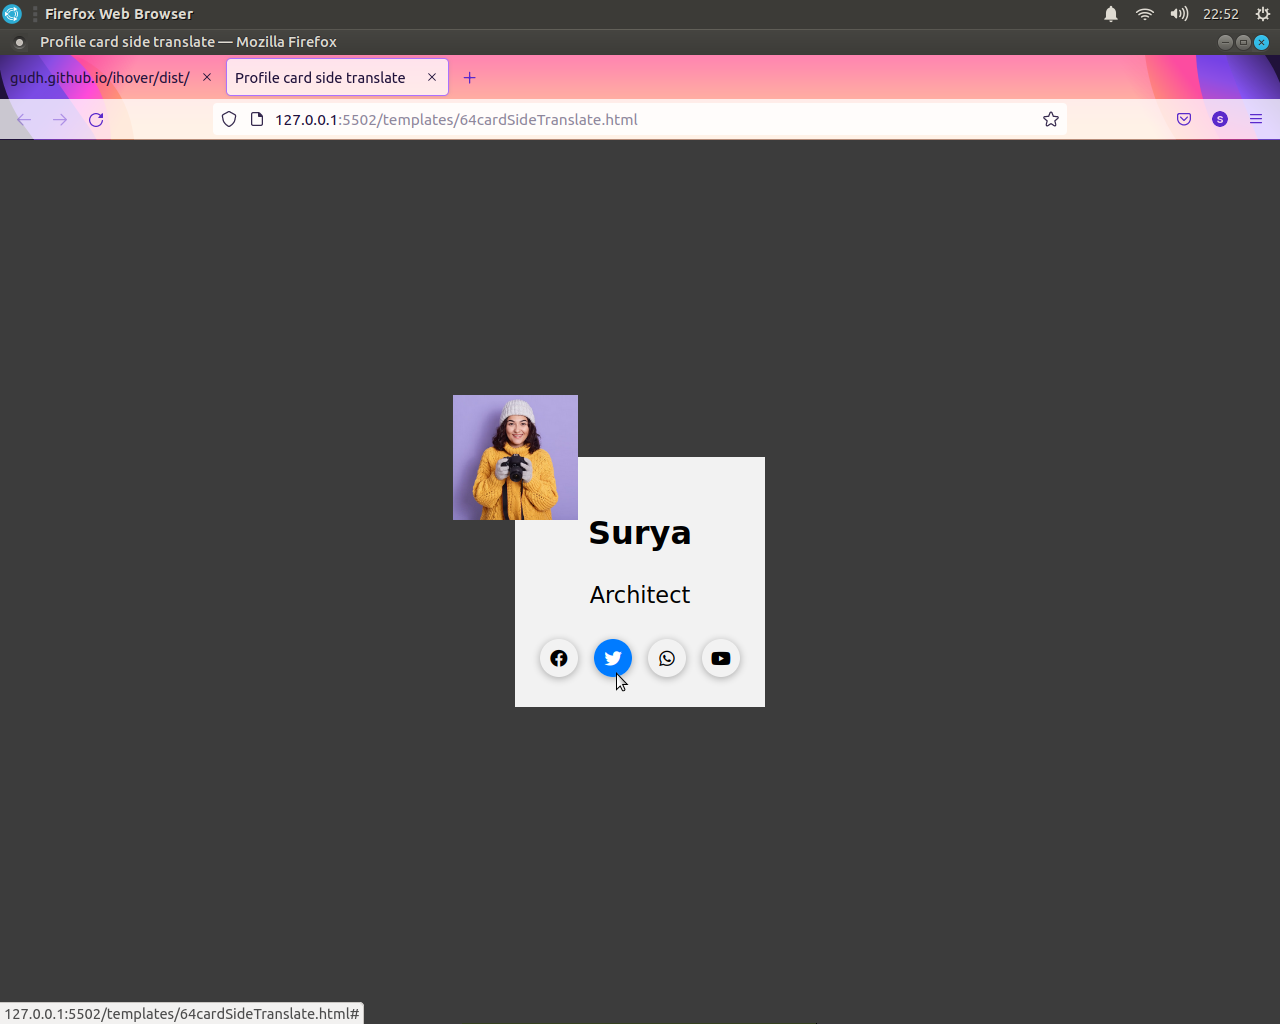 Firefox Web Browser
22:52
Profile card side translate — Mozilla Firefox
gudh.github.io/ihover/dist/
Profile card side translate
127.0.0.1:5502/templates/64cardSideTranslate.html
S
Surya
Architect
127.0.0.1:5502/templates/64cardSideTranslate.html#